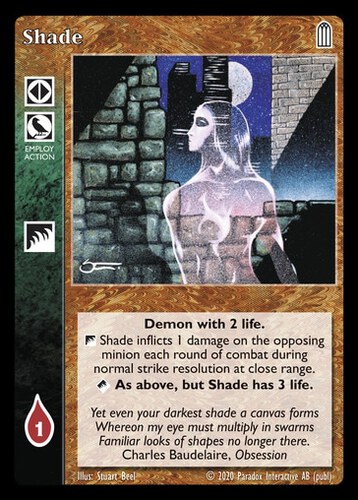 Shade
EMPLOY
ACTION
Demon with 2 life.
Shade inflicts 1 damage on the opposing
minion each round of combat during
normal strike resolution at close range.
As above, but Shade has 3 life.
Yet even your darkest shade a canvas forms
Whereon my eye must multiply in swarms
Familiar looks of shapes no longer there.
Charles Baudelaire, Obsession
1
Illus: Stuart Beel
© 2020 Paradox Interactive AB (publ)